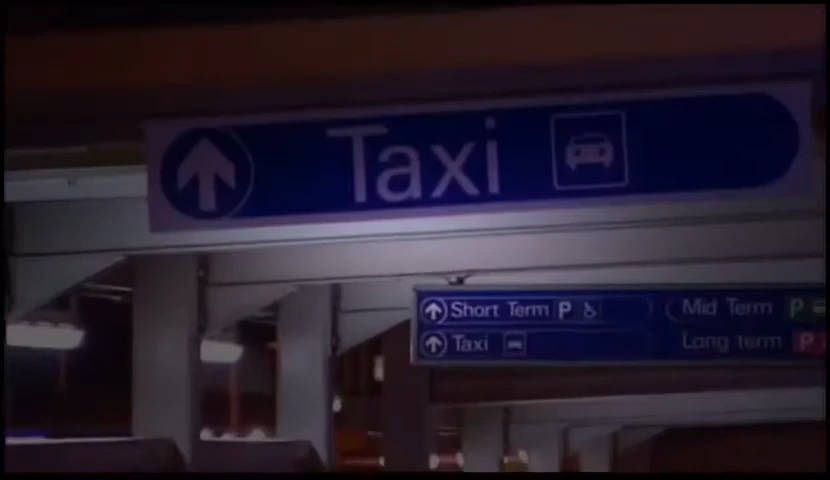 Taxi
Short Term P
Mid Term P
Taxi
Long term P